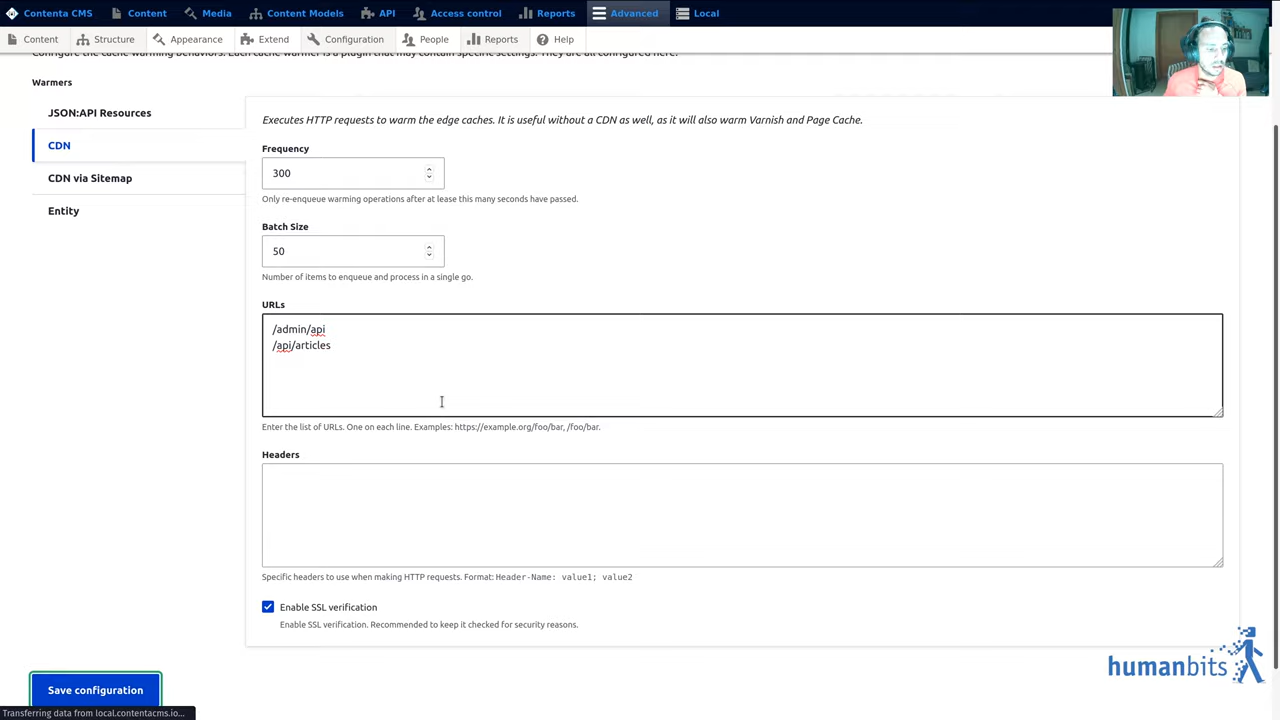 Contenta CMS Content Media Content Models API Access control Reports Advanced Local
Content Structure Appearance Extend Configuration People Reports Help
Configure the cache warming behaviors. Each cache warmer is a plugin that may contain specific settings. They are all configured here.
Warmers
JSON:API Resources
CDN
CDN via Sitemap
Entity
Executes HTTP requests to warm the edge caches. It is useful without a CDN as well, as it will also warm Varnish and Page Cache.
Frequency
300
Only re-enqueue warming operations after at lease this many seconds have passed.
Batch Size
50
Number of items to enqueue and process in a single go.
URLs
/admin/api
/api/articles
Enter the list of URLs. One on each line. Examples: https://example.org/foo/bar, /foo/bar.
Headers
Specific headers to use when making HTTP requests. Format: Header-Name: value1; value2
Enable SSL verification
Enable SSL verification. Recommended to keep it checked for security reasons.
humanbits
Save configuration
Transferring data from local.contentacms.io...